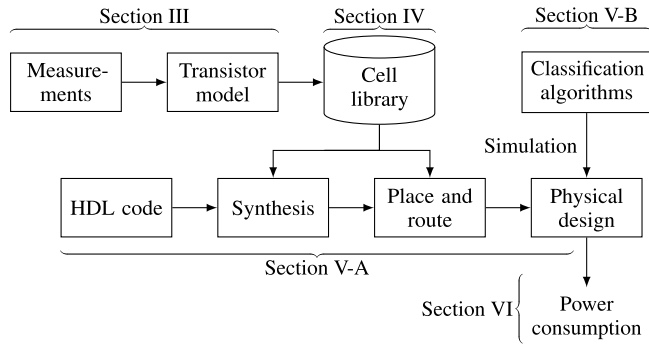 Section III
Section IV
Section V-B
Measure-
ments
Transistor
model
Cell
library
Classification
algorithms
Simulation
HDL code
Synthesis
Place and
route
Physical
design
Section V-A
Section VI
Power
consumption